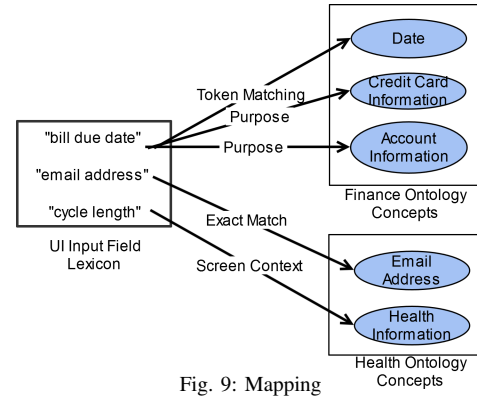 Date
Credit Card
Information
Token Matching
Purpose
Account
Information
"bill due date"
Purpose
"email address"
Finance Ontology
Concepts
"cycle length"
Exact Match
UI Input Field
Lexicon
Screen Context
Email
Address
Health
Information
Health Ontology
Concepts
Fig. 9: Mapping